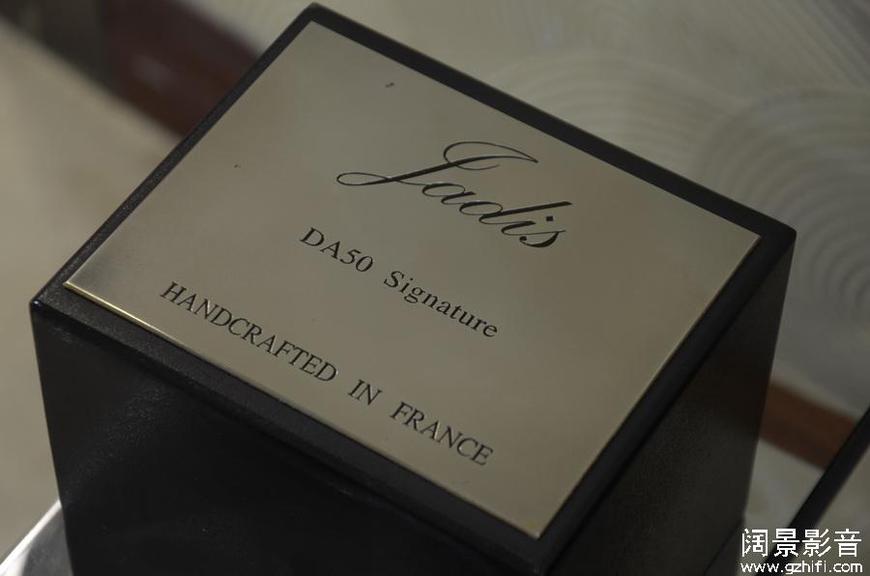 Jadis
DA50 Signature
HANDCRAFTED IN FRANCE
阔景影音
www.gzhifi.com